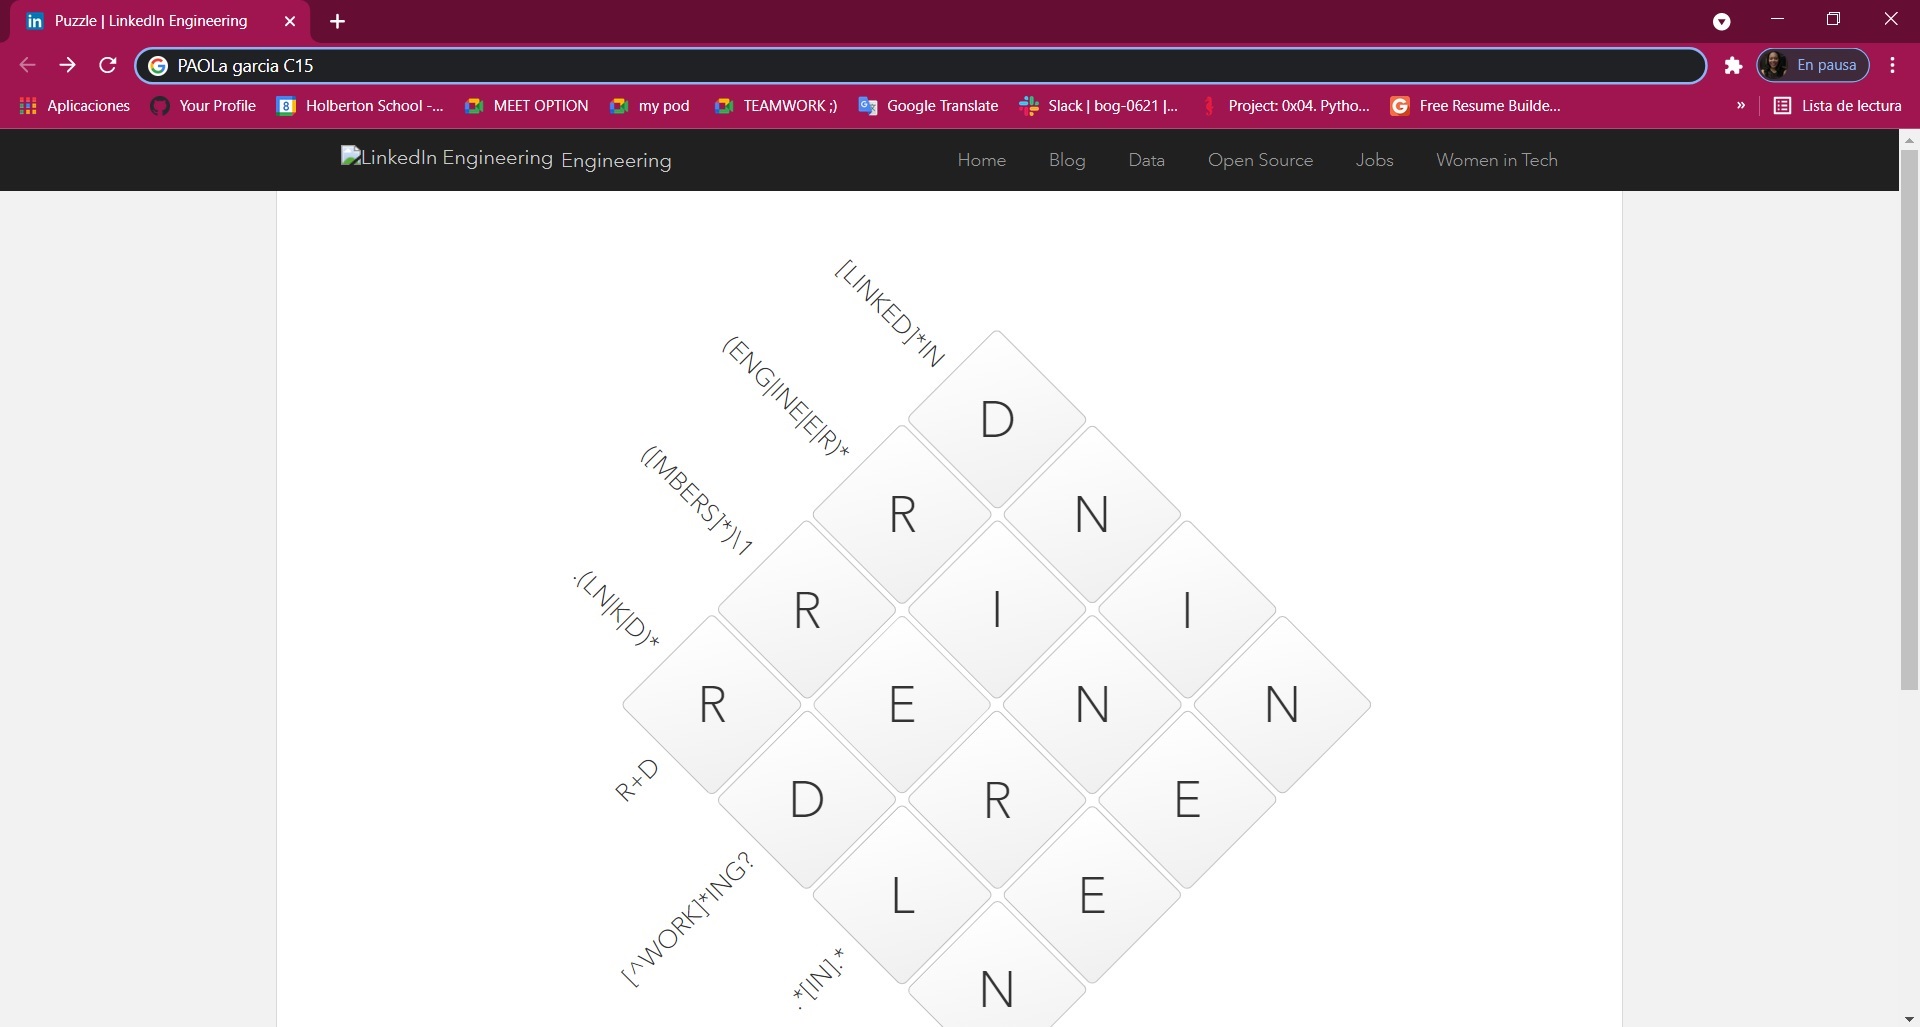 Puzzle | LinkedIn Engineering
PAOLa garcia C15
En pausa
Aplicaciones
Your Profile
8
Holberton School -...
MEET OPTION
my pod
TEAMWORK ;)
Google Translate
Slack | bog-0621 |...
Project: 0x04. Pytho...
Free Resume Builde...
»
Lista de lectura
LinkedIn Engineering Engineering
Home
Blog
Data
Open Source
Jobs
Women in Tech
[LINKED]*IN
(ENG|INE|E|R)*
([MBERS]*)\1
.(LN|K|D)*
D
R N
R I I
R E N N
D R E
L E
N
R+D
[^WORK]*ING?
.*[IN].*